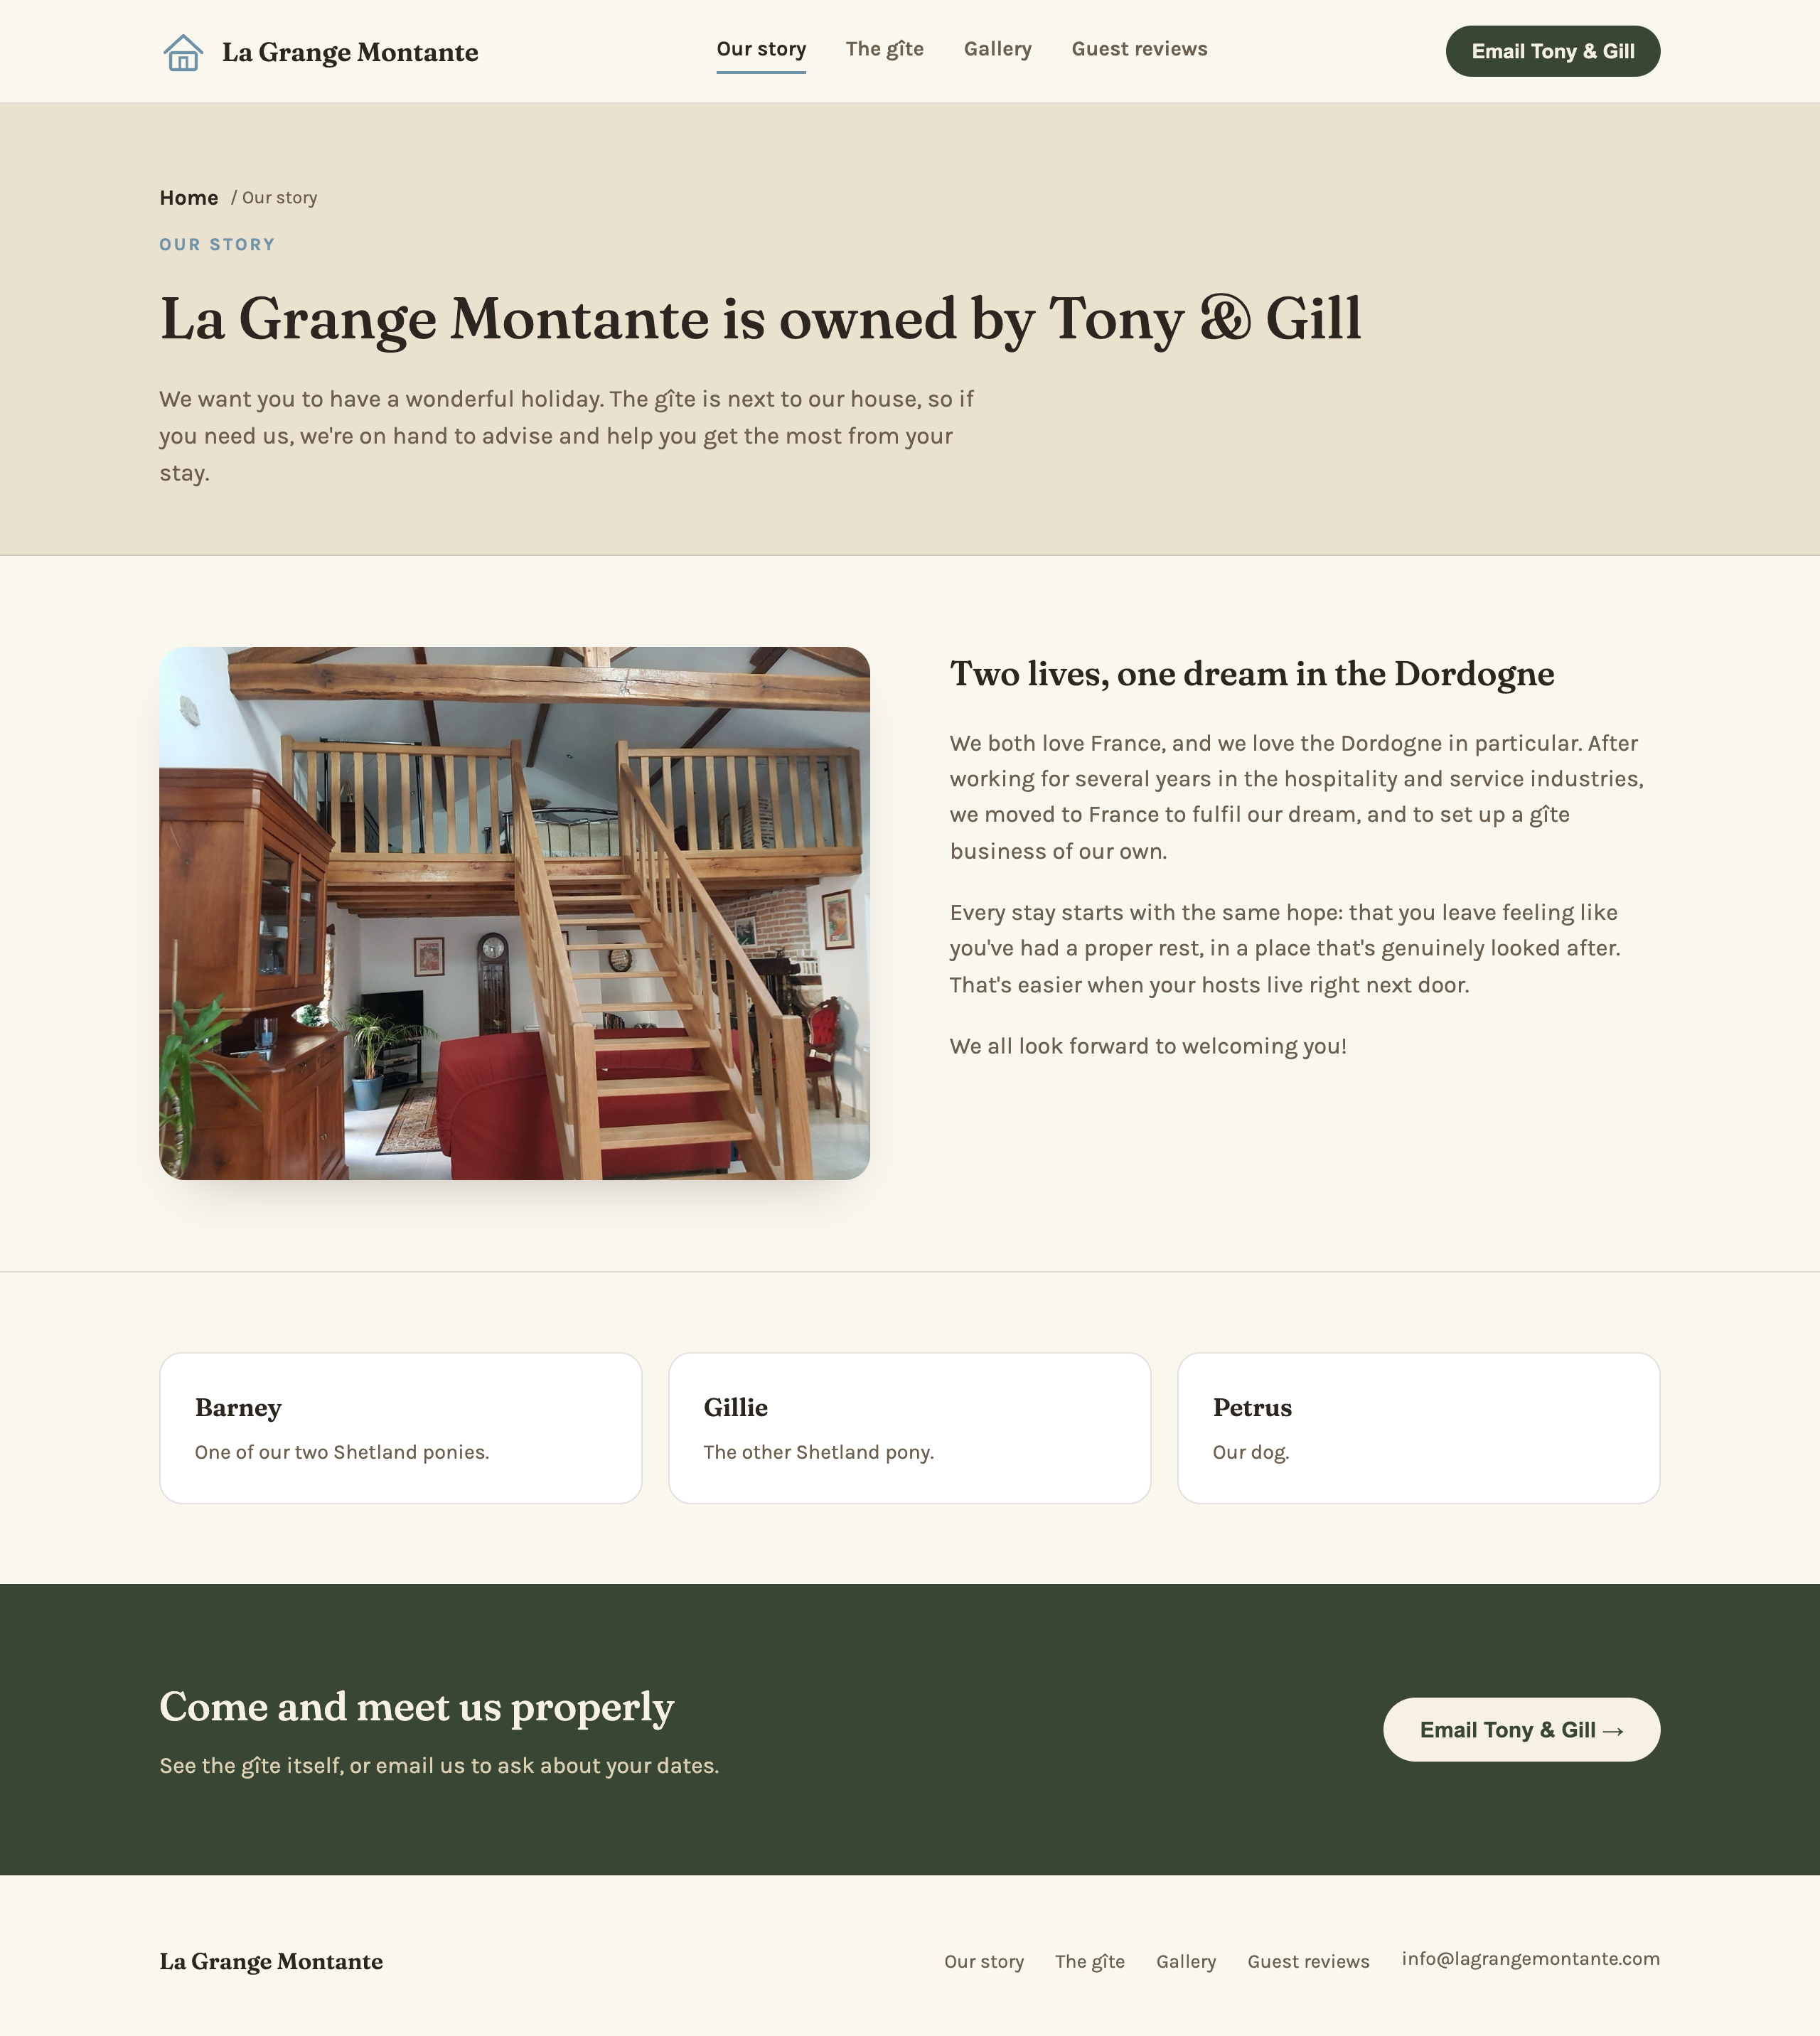 La Grange Montante
Our story
The gîte
Gallery
Guest reviews
Email Tony & Gill
Home / Our story
OUR STORY
La Grange Montante is owned by Tony & Gill
We want you to have a wonderful holiday. The gîte is next to our house, so if
you need us, we're on hand to advise and help you get the most from your
stay.
Two lives, one dream in the Dordogne
We both love France, and we love the Dordogne in particular. After
working for several years in the hospitality and service industries,
we moved to France to fulfil our dream, and to set up a gîte
business of our own.
Every stay starts with the same hope: that you leave feeling like
you've had a proper rest, in a place that's genuinely looked after.
That's easier when your hosts live right next door.
We all look forward to welcoming you!
Barney
One of our two Shetland ponies.
Gillie
The other Shetland pony.
Petrus
Our dog.
Come and meet us properly
See the gîte itself, or email us to ask about your dates.
Email Tony & Gill →
La Grange Montante
Our story
The gîte
Gallery
Guest reviews
info@lagrangemontante.com